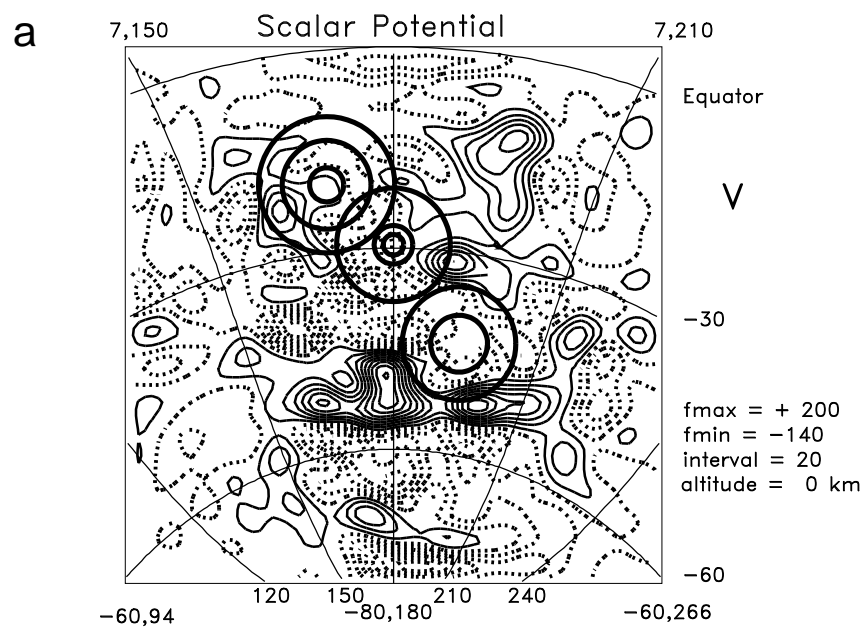 a
Scalar Potential
7,150
7,210
Equator
V
−30
fmax = + 200
fmin = −140
interval = 20
altitude = 0 km
−60
120 150 210 240
−60,94 −80,180 −60,266